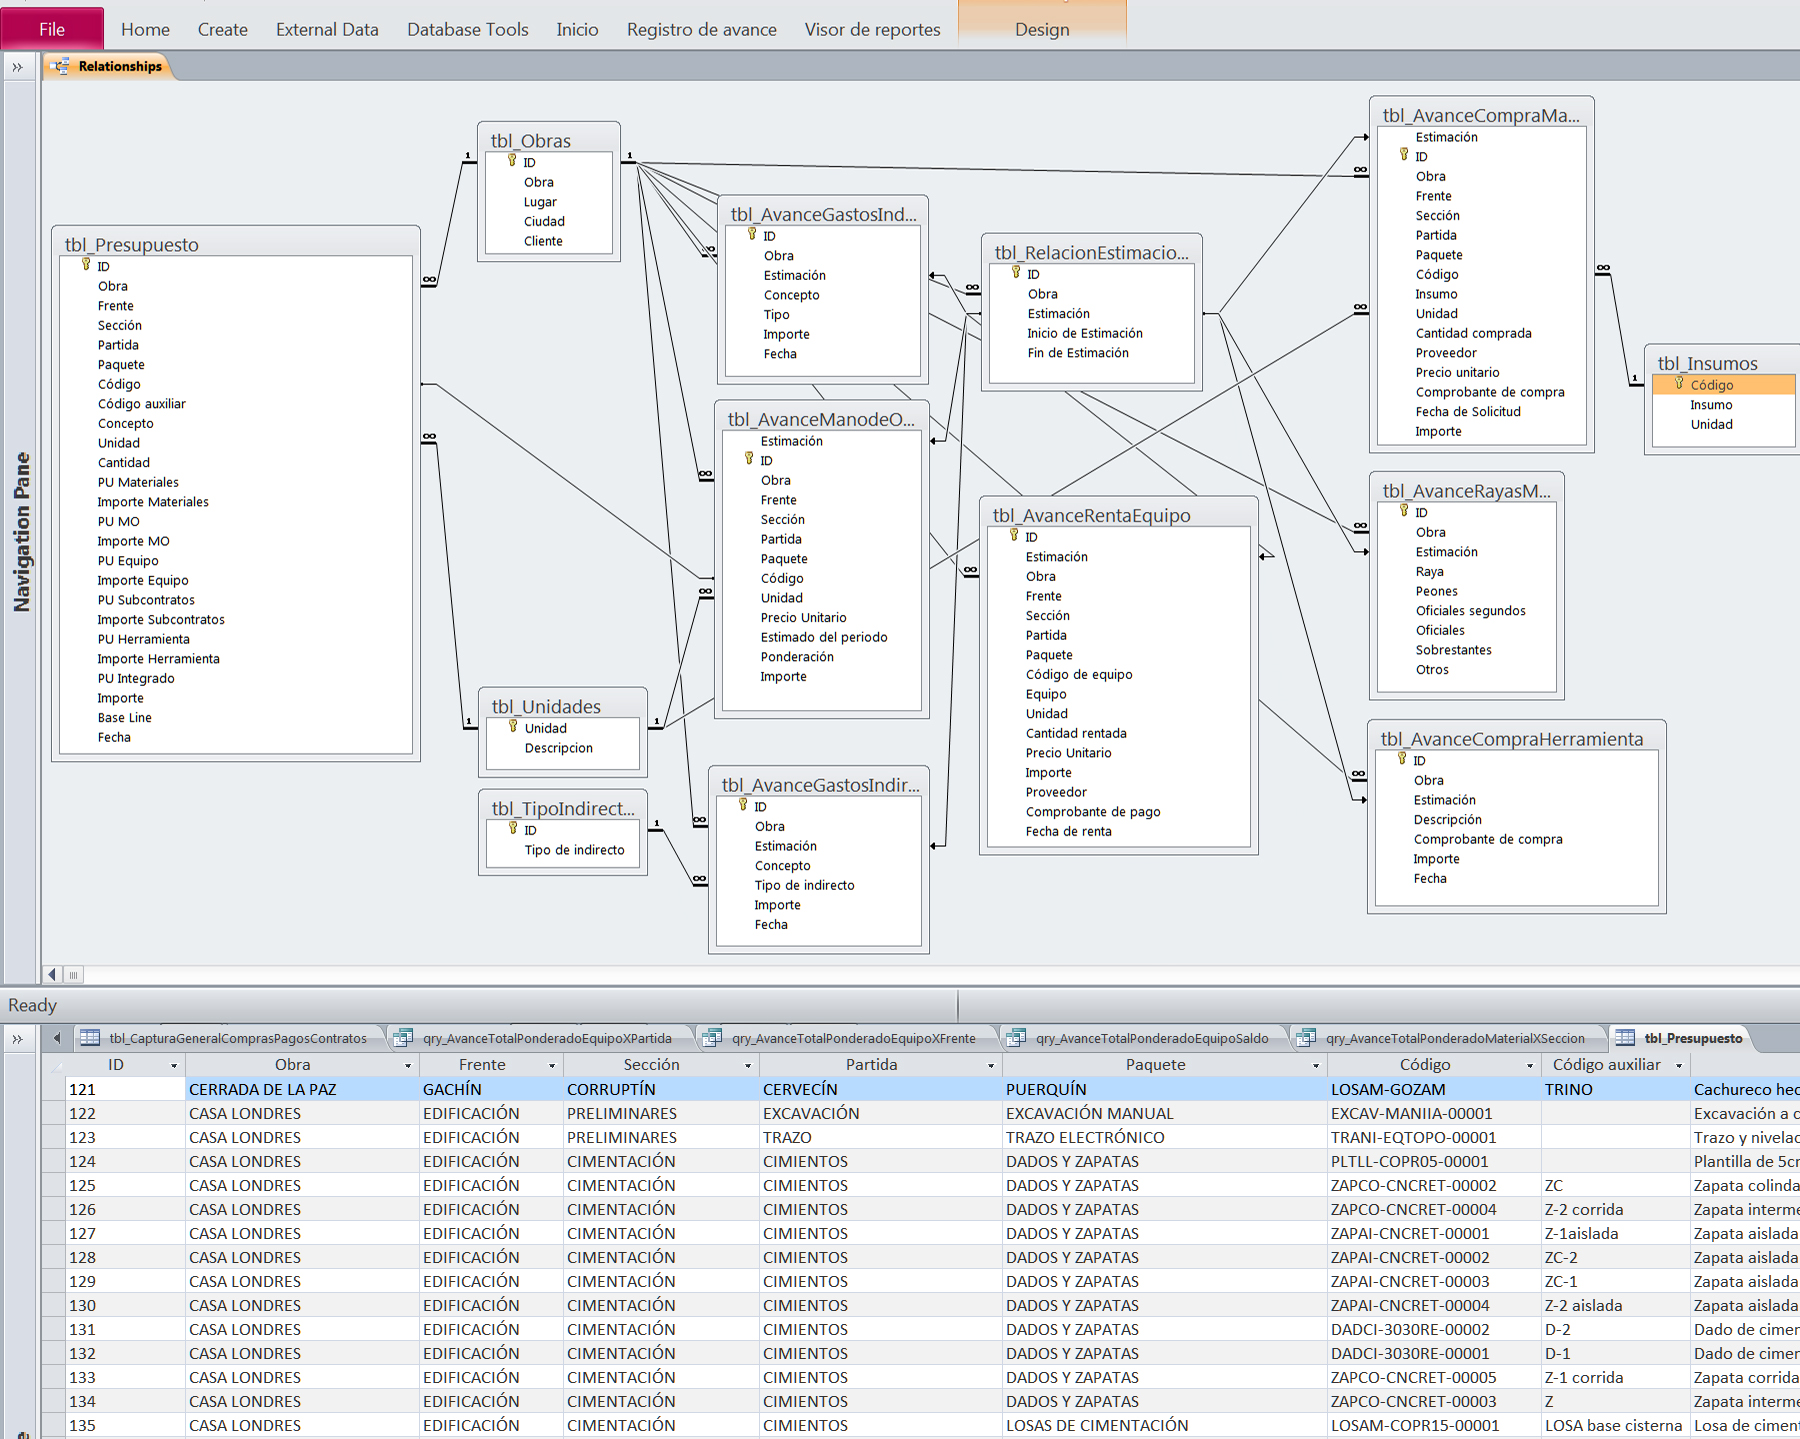 File Home Create External Data Database Tools Inicio Registro de avance Visor de reportes Design
Relationships
Navigation Pane
tbl_Presupuesto
ID
Obra
Frente
Sección
Partida
Paquete
Código
Código auxiliar
Concepto
Unidad
Cantidad
PU Materiales
Importe Materiales
PU MO
Importe MO
PU Equipo
Importe Equipo
PU Subcontratos
Importe Subcontratos
PU Herramienta
Importe Herramienta
PU Integrado
Importe
Base Line
Fecha
tbl_Obras
ID
Obra
Lugar
Ciudad
Cliente
tbl_Unidades
Unidad
Descripcion
tbl_TipoIndirect...
ID
Tipo de indirecto
tbl_AvanceGastosInd...
ID
Obra
Estimación
Concepto
Tipo
Importe
Fecha
tbl_AvanceManodeO...
Estimación
ID
Obra
Frente
Sección
Partida
Paquete
Código
Unidad
Precio Unitario
Estimado del periodo
Ponderación
Importe
tbl_AvanceGastosIndir...
ID
Obra
Estimación
Concepto
Tipo de indirecto
Importe
Fecha
tbl_RelacionEstimacio...
ID
Obra
Estimación
Inicio de Estimación
Fin de Estimación
tbl_AvanceRentaEquipo
ID
Estimación
Obra
Frente
Sección
Partida
Paquete
Código de equipo
Equipo
Unidad
Cantidad rentada
Precio Unitario
Importe
Proveedor
Comprobante de pago
Fecha de renta
tbl_AvanceCompraMa...
Estimación
ID
Obra
Frente
Sección
Partida
Paquete
Código
Insumo
Unidad
Cantidad comprada
Proveedor
Precio unitario
Comprobante de compra
Fecha de Solicitud
Importe
tbl_Insumos
Código
Insumo
Unidad
tbl_AvanceRayasM...
ID
Obra
Estimación
Raya
Peones
Oficiales segundos
Oficiales
Sobrestantes
Otros
tbl_AvanceCompraHerramienta
ID
Obra
Estimación
Descripción
Comprobante de compra
Importe
Fecha
1 ∞ 1 ∞ ∞ ∞ ∞ ∞ ∞ ∞ ∞ 1 ∞ 1 ∞ ∞ 1 ∞ 1 ∞ ∞ ∞
Ready
tbl_CapturaGeneralComprasPagosContratos qry_AvanceTotalPonderadoEquipoXPartida qry_AvanceTotalPonderadoEquipoXFrente qry_AvanceTotalPonderadoEquipoSaldo qry_AvanceTotalPonderadoMaterialXSeccion tbl_Presupuesto
ID Obra Frente Sección Partida Paquete Código Código auxiliar
121 CERRADA DE LA PAZ GACHÍN CORRUPTÍN CERVECÍN PUERQUÍN LOSAM-GOZAM TRINO Cachureco hec
122 CASA LONDRES EDIFICACIÓN PRELIMINARES EXCAVACIÓN EXCAVACIÓN MANUAL EXCAV-MANIIA-00001 Excavación a c
123 CASA LONDRES EDIFICACIÓN PRELIMINARES TRAZO TRAZO ELECTRÓNICO TRANI-EQTOPO-00001 Trazo y nivelac
124 CASA LONDRES EDIFICACIÓN CIMENTACIÓN CIMIENTOS DADOS Y ZAPATAS PLTLL-COPR05-00001 Plantilla de 5cr
125 CASA LONDRES EDIFICACIÓN CIMENTACIÓN CIMIENTOS DADOS Y ZAPATAS ZAPCO-CNCRET-00002 ZC Zapata colinda
126 CASA LONDRES EDIFICACIÓN CIMENTACIÓN CIMIENTOS DADOS Y ZAPATAS ZAPCO-CNCRET-00004 Z-2 corrida Zapata interme
127 CASA LONDRES EDIFICACIÓN CIMENTACIÓN CIMIENTOS DADOS Y ZAPATAS ZAPAI-CNCRET-00001 Z-1aislada Zapata aislada
128 CASA LONDRES EDIFICACIÓN CIMENTACIÓN CIMIENTOS DADOS Y ZAPATAS ZAPAI-CNCRET-00002 ZC-2 Zapata aislada
129 CASA LONDRES EDIFICACIÓN CIMENTACIÓN CIMIENTOS DADOS Y ZAPATAS ZAPAI-CNCRET-00003 ZC-1 Zapata aislada
130 CASA LONDRES EDIFICACIÓN CIMENTACIÓN CIMIENTOS DADOS Y ZAPATAS ZAPAI-CNCRET-00004 Z-2 aislada Zapata aislada
131 CASA LONDRES EDIFICACIÓN CIMENTACIÓN CIMIENTOS DADOS Y ZAPATAS DADCI-3030RE-00002 D-2 Dado de cimen
132 CASA LONDRES EDIFICACIÓN CIMENTACIÓN CIMIENTOS DADOS Y ZAPATAS DADCI-3030RE-00001 D-1 Dado de cimen
133 CASA LONDRES EDIFICACIÓN CIMENTACIÓN CIMIENTOS DADOS Y ZAPATAS ZAPCO-CNCRET-00005 Z-1 corrida Zapata corrida
134 CASA LONDRES EDIFICACIÓN CIMENTACIÓN CIMIENTOS DADOS Y ZAPATAS ZAPCO-CNCRET-00003 Z Zapata interme
135 CASA LONDRES EDIFICACIÓN CIMENTACIÓN CIMIENTOS LOSAS DE CIMENTACIÓN LOSAM-COPR15-00001 LOSA base cisterna Losa de ciment